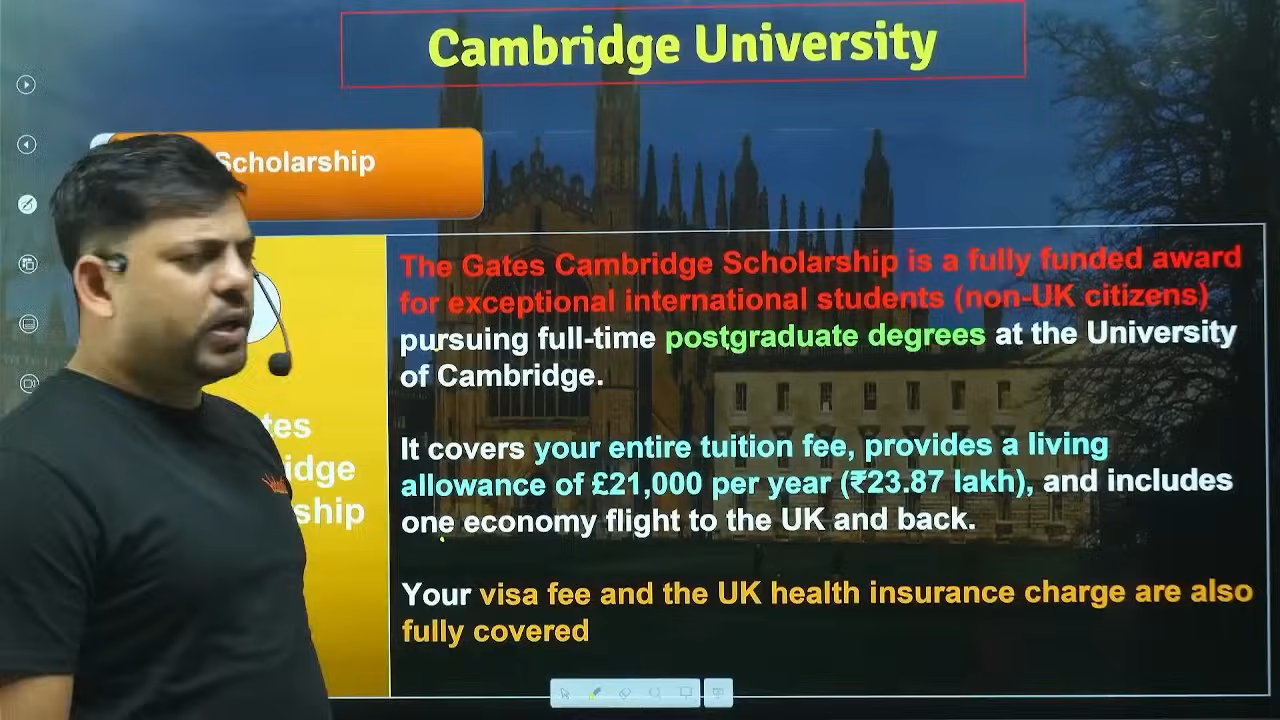 Cambridge University
Scholarship
The Gates Cambridge Scholarship is a fully funded award
for exceptional international students (non-UK citizens)
pursuing full-time postgraduate degrees at the University
of Cambridge.
It covers your entire tuition fee, provides a living
allowance of £21,000 per year (₹23.87 lakh), and includes
one economy flight to the UK and back.
Your visa fee and the UK health insurance charge are also
fully covered